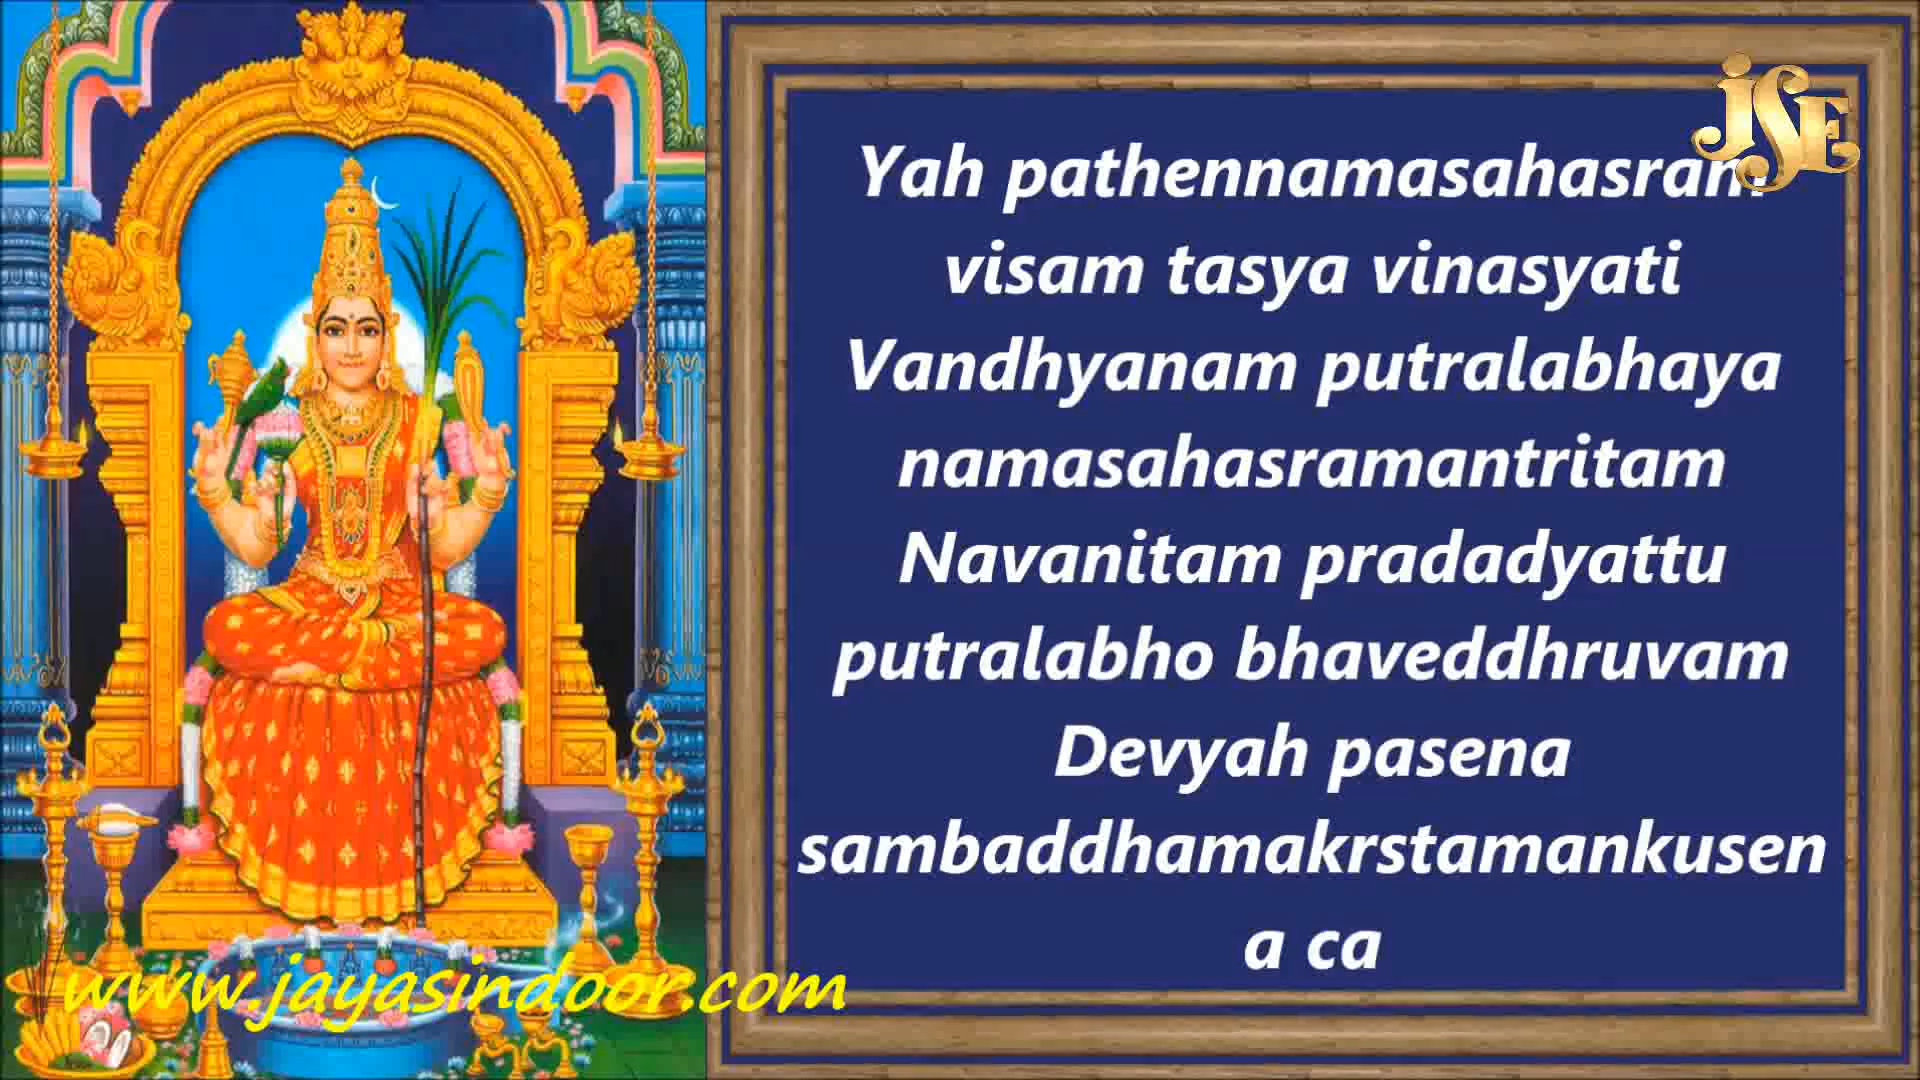 Yah pathennamasahasram
visam tasya vinasyati
Vandhyanam putralabhaya
namasahasramantritam
Navanitam pradadyattu
putralabho bhaveddhruvam
Devyah pasena
sambaddhamakrstamankusen
a ca
JSE
www.jayasindoor.com